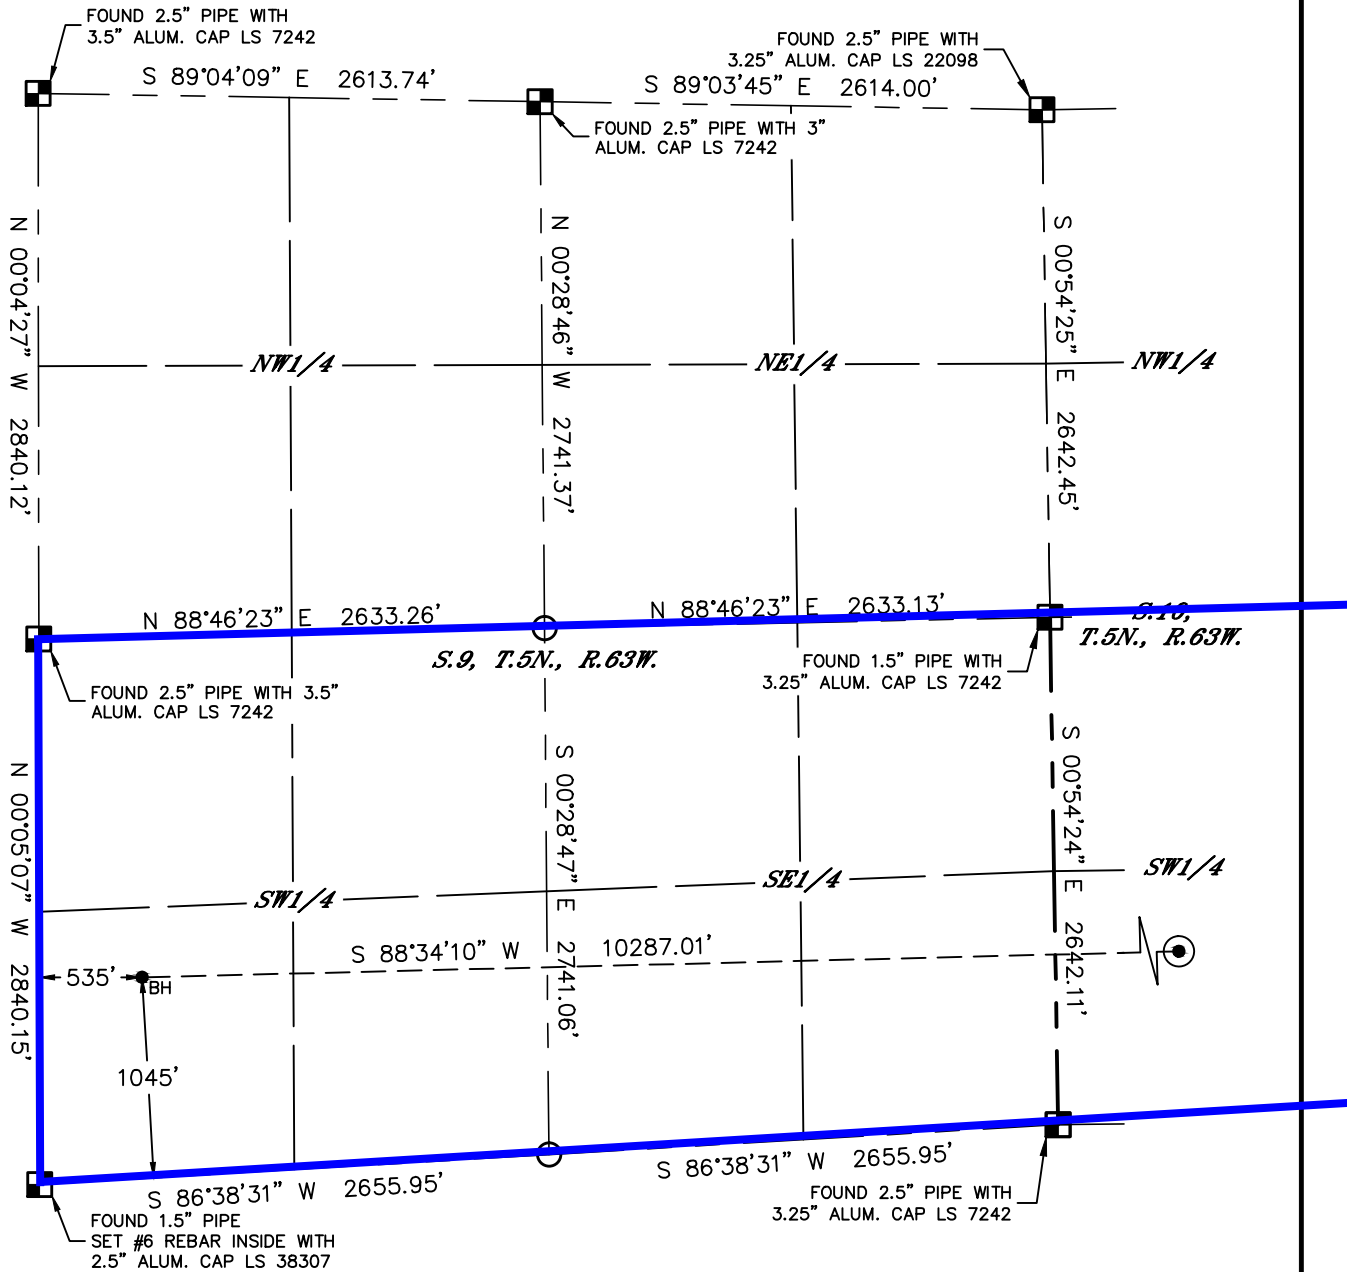 FOUND 2.5" PIPE WITH
3.5" ALUM. CAP LS 7242
FOUND 2.5" PIPE WITH
3.25" ALUM. CAP LS 22098
S 89°04'09" E 2613.74'
S 89°03'45" E 2614.00'
FOUND 2.5" PIPE WITH 3"
ALUM. CAP LS 7242
N 00°04'27" W 2840.12'
N 00°28'46" W 2741.37'
S 00°54'25" E 2642.45'
NW1/4
NE1/4
NW1/4
N 88°46'23" E 2633.26'
N 88°46'23" E 2633.13'
S.10,
T.5N., R.63W.
S.9, T.5N., R.63W.
FOUND 1.5" PIPE WITH
3.25" ALUM. CAP LS 7242
FOUND 2.5" PIPE WITH 3.5"
ALUM. CAP LS 7242
N 00°05'07" W 2840.15'
S 00°28'47" E 2741.06'
S 00°54'24" E 2642.11'
SW1/4
SE1/4
SW1/4
S 88°34'10" W 10287.01'
535'
BH
1045'
S 86°38'31" W 2655.95'
S 86°38'31" W 2655.95'
FOUND 2.5" PIPE WITH
3.25" ALUM. CAP LS 7242
FOUND 1.5" PIPE
SET #6 REBAR INSIDE WITH
2.5" ALUM. CAP LS 38307